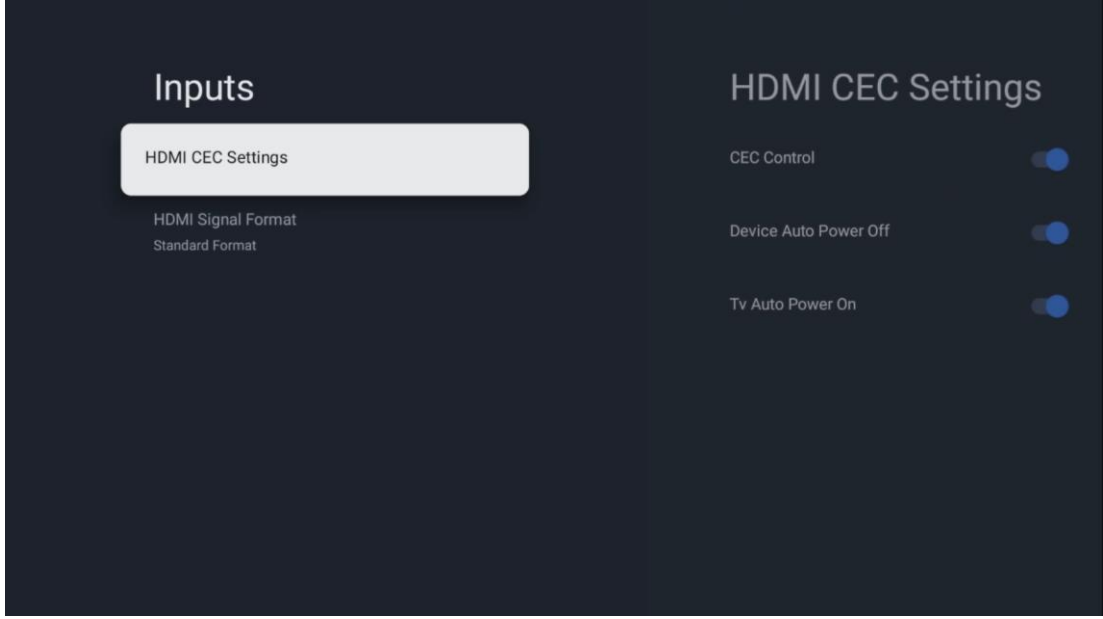 Inputs
HDMI CEC Settings
HDMI Signal Format
Standard Format
HDMI CEC Settings
CEC Control
Device Auto Power Off
Tv Auto Power On